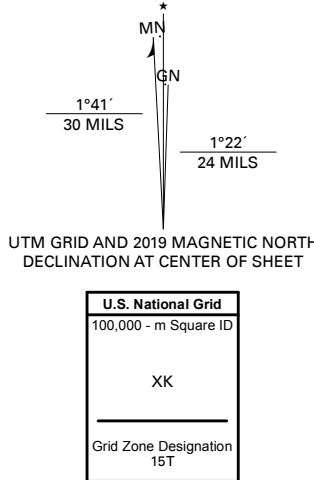 MN
GN
1°41´
30 MILS
1°22´
24 MILS
UTM GRID AND 2019 MAGNETIC NORTH
DECLINATION AT CENTER OF SHEET
U.S. National Grid
100,000 - m Square ID
XK
Grid Zone Designation
15T